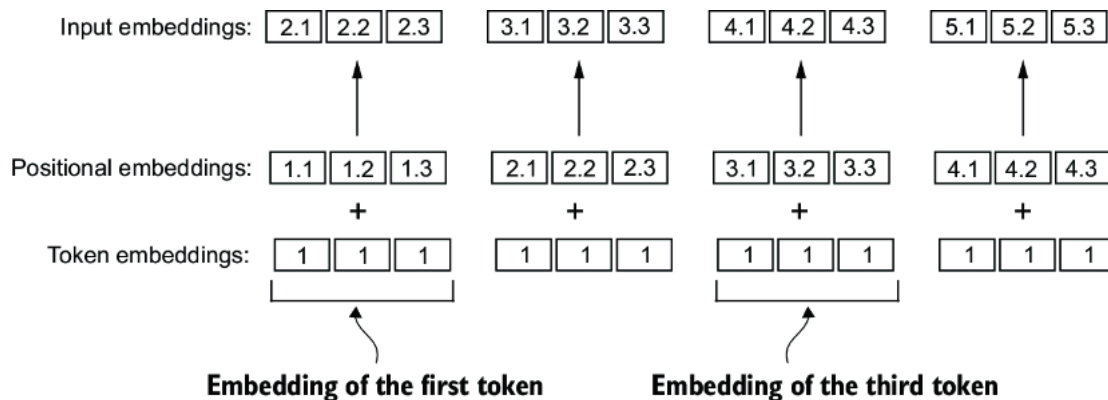 Input embeddings: 2.1 2.2 2.3 3.1 3.2 3.3 4.1 4.2 4.3 5.1 5.2 5.3
Positional embeddings: 1.1 1.2 1.3 2.1 2.2 2.3 3.1 3.2 3.3 4.1 4.2 4.3
+ + + +
Token embeddings: 1 1 1 1 1 1 1 1 1 1 1 1
Embedding of the first token Embedding of the third token